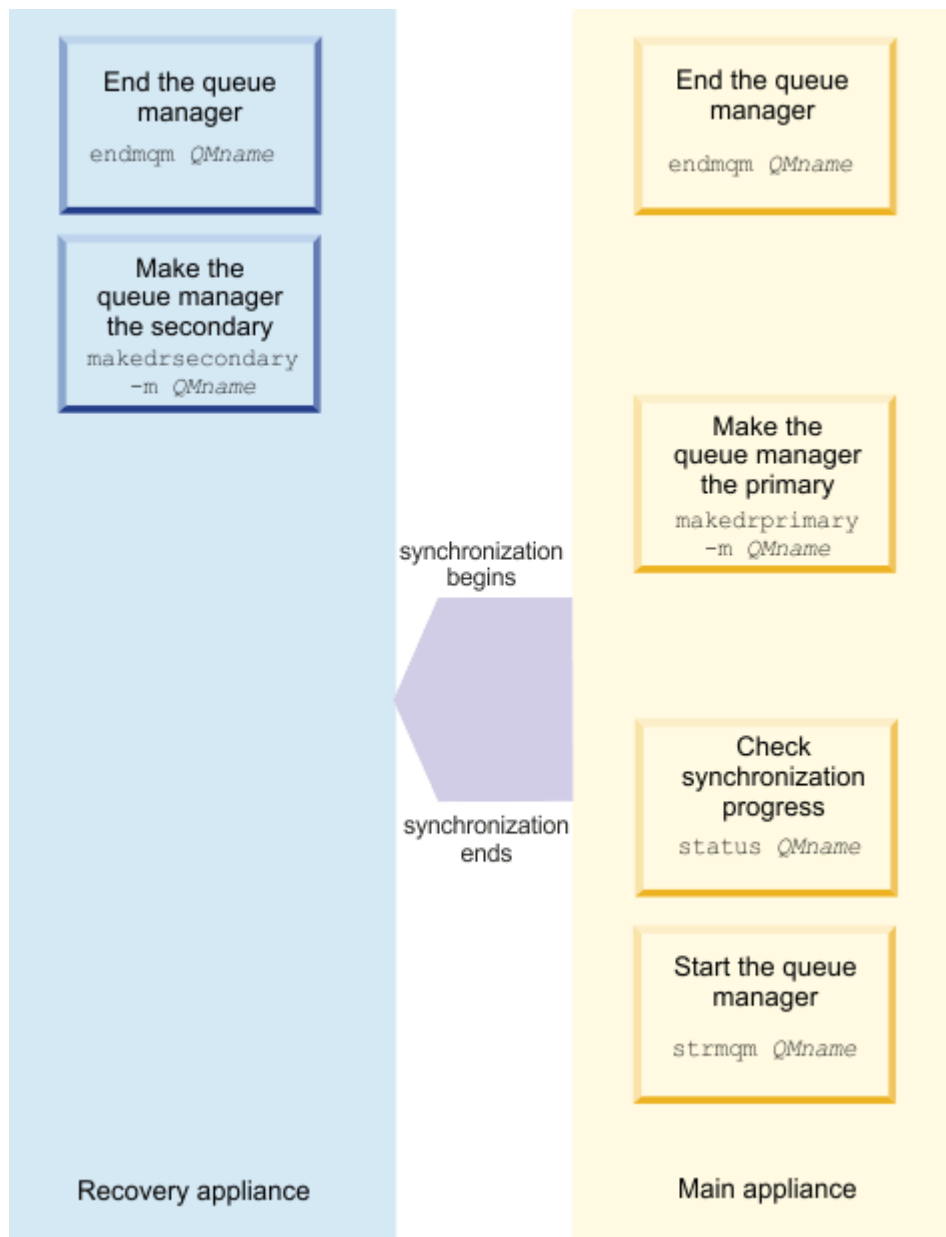 End the queue
manager
endmqm QMname
Make the
queue manager
the secondary
makedrsecondary
-m QMname
End the queue
manager
endmqm QMname
Make the
queue manager
the primary
makedrprimary
-m QMname
synchronization
begins
synchronization
ends
Check
synchronization
progress
status QMname
Start the queue
manager
strmqm QMname
Recovery appliance
Main appliance